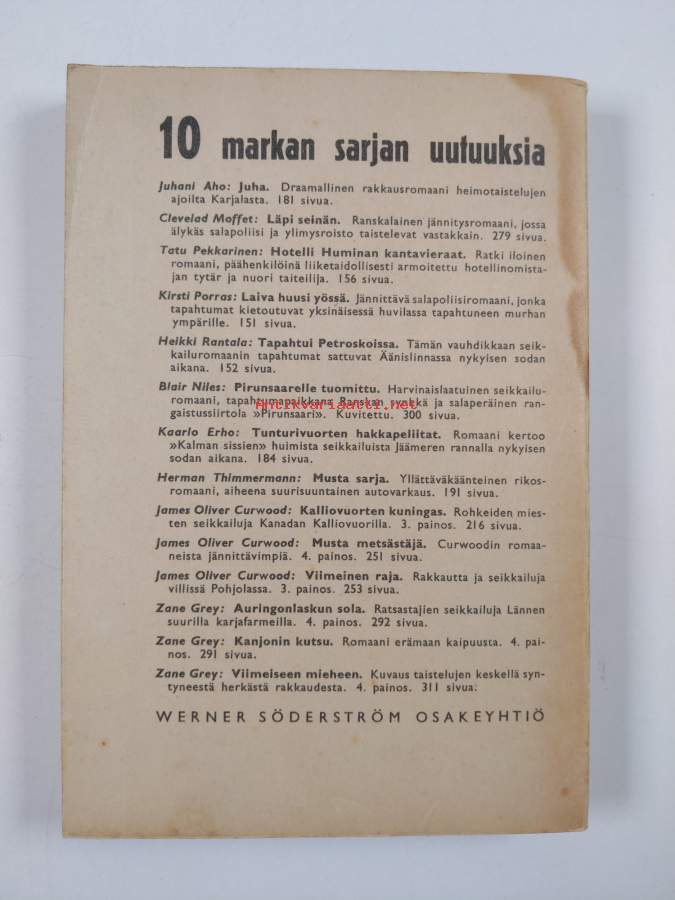 10 markan sarjan uutuuksia
Juhani Aho: Juha. Draamallinen rakkausromaani heimotaistelujen
ajoilta Karjalasta. 181 sivua.
Clevelad Moffet: Läpi seinän. Ranskalainen jännitysromaani, jossa
älykäs salapoliisi ja ylimysroisto taistelevat vastakkain. 279 sivua.
Tatu Pekkarinen: Hotelli Huminan kantavieraat. Ratki iloinen
romaani, päähenkilöinä liiketaidollisesti armoitettu hotellinomista-
jan tytär ja nuori taiteilija. 156 sivua.
Kirsti Porras: Laiva huusi yössä. Jännittävä salapoliisiromaani, jonka
tapahtumat kietoutuvat yksinäisessä huvilassa tapahtuneen murhan
ympärille. 151 sivua.
Heikki Rantala: Tapahtui Petroskoissa. Tämän vauhdikkaan seik-
kailuromaanin tapahtumat sattuvat Äänislinnassa nykyisen sodan
aikana. 152 sivua.
Blair Niles: Pirunsaarelle tuomittu. Harvinaislaatuinen seikkailu-
romaani, tapahtumapaikkana Ranskan synkkä ja salaperäinen ran-
gaistussiirtola »Pirunsaari». Kuvitettu. 300 sivua.
Antikvariaatti.net
Kaarlo Erho: Tunturivuorten hakkapeliitat. Romaani kertoo
»Kalman sissien» huimista seikkailuista Jäämeren rannalla nykyisen
sodan aikana. 184 sivua.
Herman Thimmermann: Musta sarja. Yllättäväkäänteinen rikos-
romaani, aiheena suurisuuntainen autovarkaus. 191 sivua.
James Oliver Curwood: Kalliovuorten kuningas. Rohkeiden mies-
ten seikkailuja Kanadan Kalliovuorilla. 3. painos. 216 sivua.
James Oliver Curwood: Musta metsästäjä. Curwoodin romaa-
neista jännittävimpiä. 4. painos. 251 sivua.
James Oliver Curwood: Viimeinen raja. Rakkautta ja seikkailuja
villissä Pohjolassa. 3. painos. 253 sivua.
Zane Grey: Auringonlaskun sola. Ratsastajien seikkailuja Lännen
suurilla karjafarmeilla. 4. painos. 292 sivua.
Zane Grey: Kanjonin kutsu. Romaani erämaan kaipuusta. 4. pai-
nos. 291 sivua.
Zane Grey: Viimeiseen mieheen. Kuvaus taistelujen keskellä syn-
tyneestä herkästä rakkaudesta. 4. painos. 311 sivua.
WERNER SÖDERSTRÖM OSAKEYHTIÖ